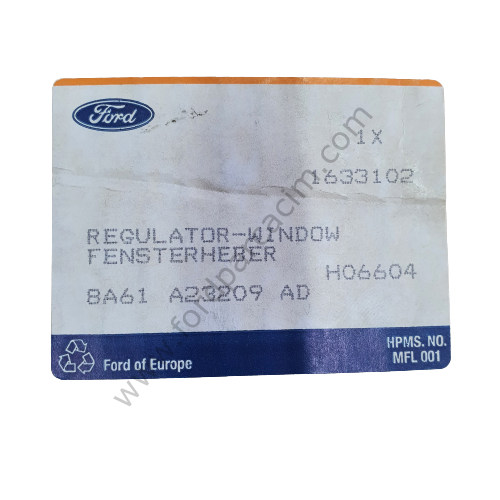 Ford
1X
1633102
REGULATOR-WINDOW
FENSTERHEBER
H06604
8A61 A23209 AD
Ford of Europe
HPMS. NO.
MFL 001
www.fordparcacim.com